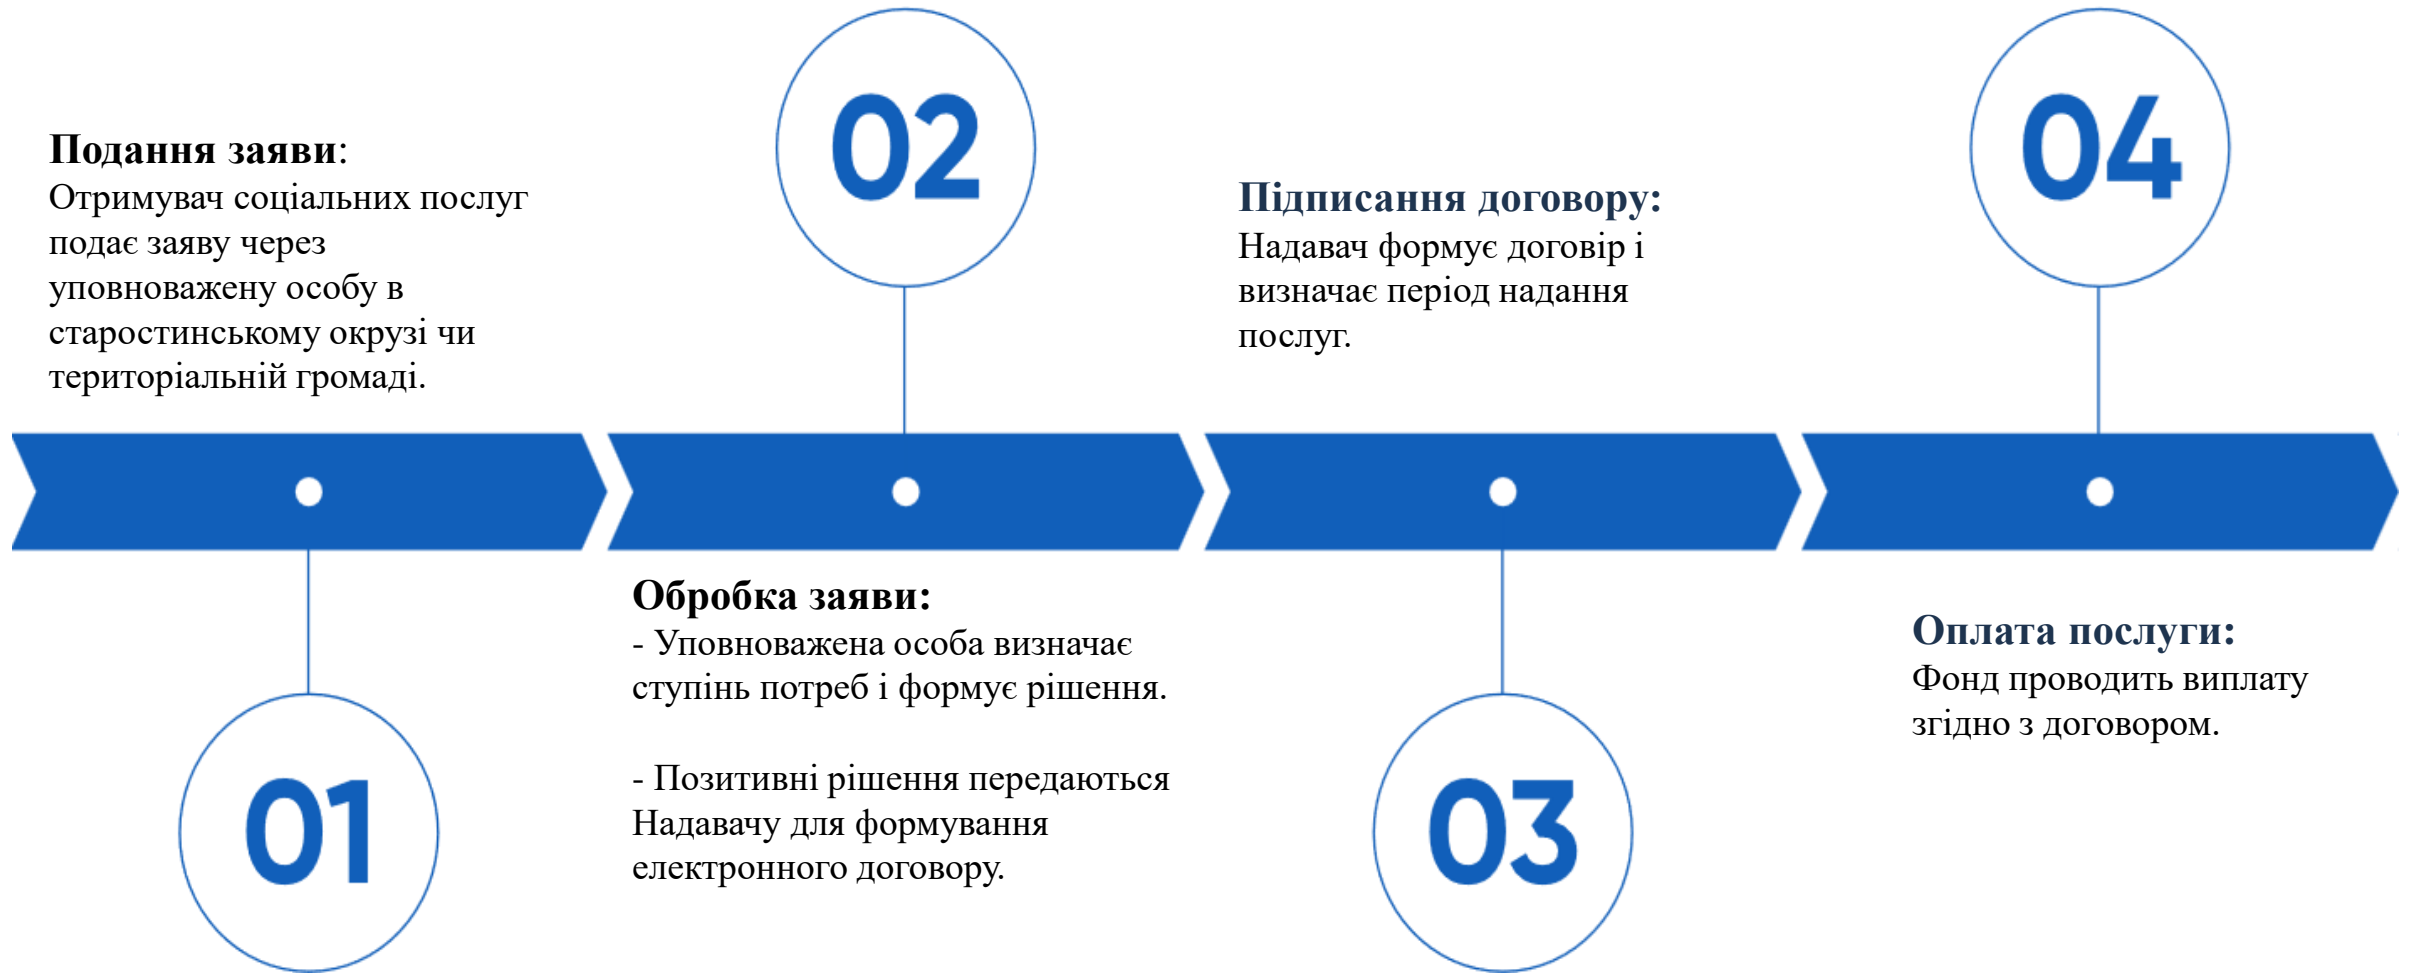 01
Подання заяви:
Отримувач соціальних послуг
подає заяву через
уповноважену особу в
старостинському окрузі чи
територіальній громаді.
02
Обробка заяви:
- Уповноважена особа визначає
ступінь потреб і формує рішення.
- Позитивні рішення передаються
Надавачу для формування
електронного договору.
03
Підписання договору:
Надавач формує договір і
визначає період надання
послуг.
04
Оплата послуги:
Фонд проводить виплату
згідно з договором.